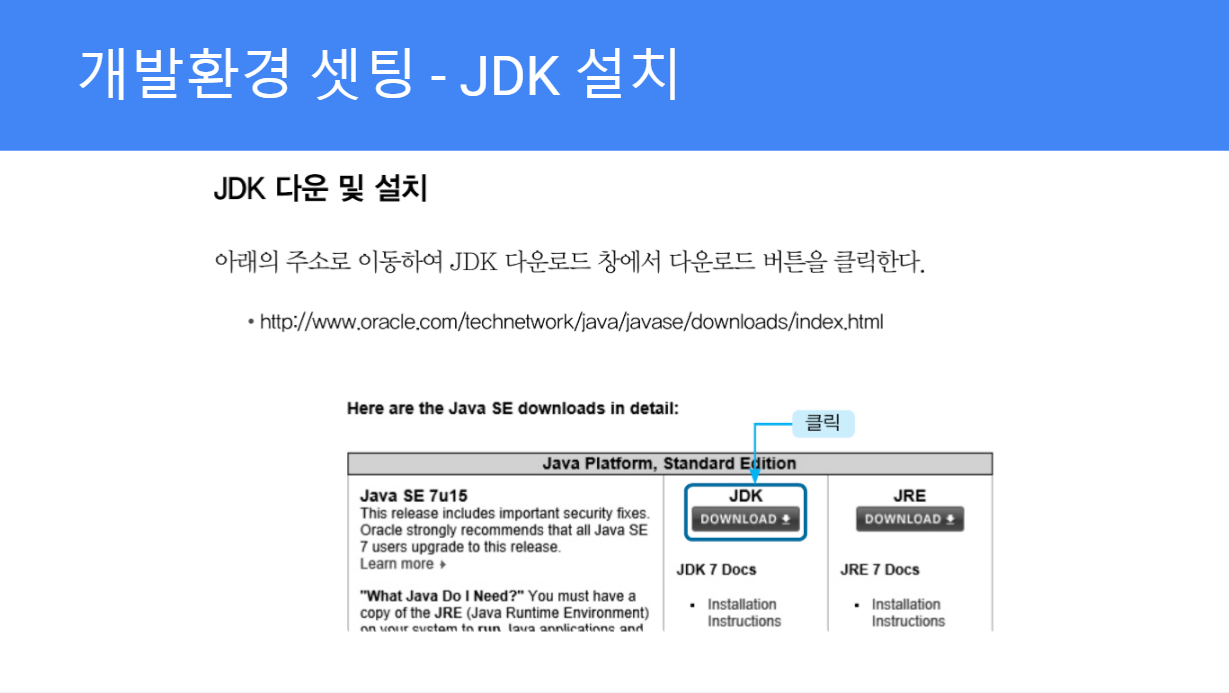 개발환경 셋팅 - JDK 설치
JDK 다운 및 설치
아래의 주소로 이동하여 JDK 다운로드 창에서 다운로드 버튼을 클릭한다.
• http://www.oracle.com/technetwork/java/javase/downloads/index.html
Here are the Java SE downloads in detail:
클릭
Java Platform, Standard Edition
Java SE 7u15
This release includes important security fixes.
Oracle strongly recommends that all Java SE
7 users upgrade to this release.
Learn more
"What Java Do I Need?" You must have a
copy of the JRE (Java Runtime Environment)
on your system to run Java applications and
JDK
DOWNLOAD
JDK 7 Docs
▪ Installation
Instructions
JRE
DOWNLOAD
JRE 7 Docs
▪ Installation
Instructions